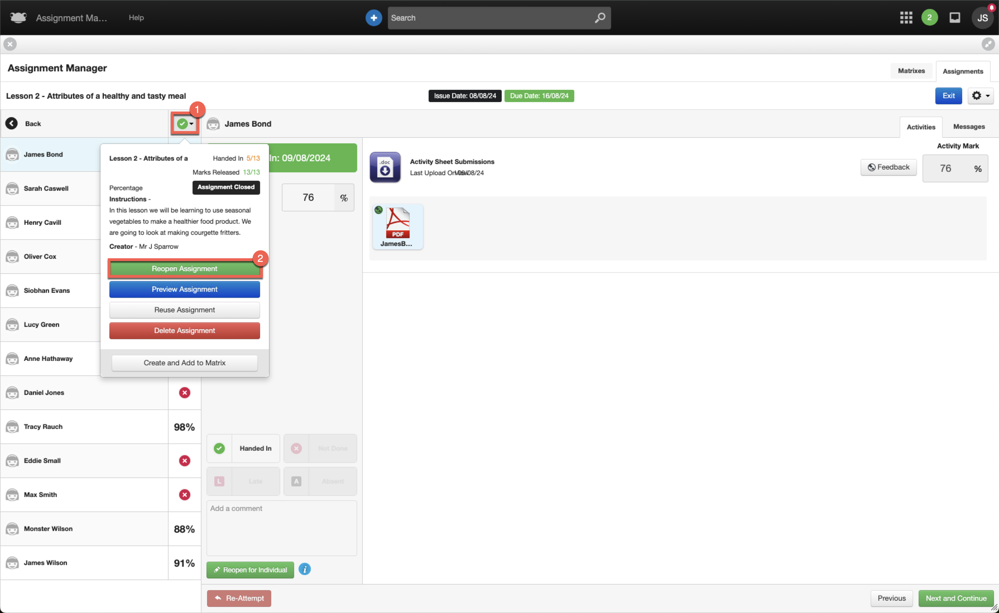 Assignment Ma...
Help
Search
2
JS
Assignment Manager
Matrixes
Assignments
Lesson 2 - Attributes of a healthy and tasty meal
Issue Date: 08/08/24
Due Date: 16/08/24
Exit
Back
1
James Bond
Activities
Messages
James Bond
Sarah Caswell
Henry Cavill
Oliver Cox
Siobhan Evans
Lucy Green
Anne Hathaway
Daniel Jones
Tracy Rauch
98%
Eddie Small
Max Smith
Monster Wilson
88%
James Wilson
91%
Lesson 2 - Attributes of a
Handed In 5/13
Marks Released 13/13
Percentage
Assignment Closed
Instructions -
In this lesson we will be learning to use seasonal
vegetables to make a healthier food product. We
are going to look at making courgette fritters.
Creator - Mr J Sparrow
2
Reopen Assignment
Preview Assignment
Reuse Assignment
Delete Assignment
Create and Add to Matrix
In: 09/08/2024
76 %
Handed In
Not Done
L
Late
A
Absent
Add a comment
Reopen for Individual
i
Re-Attempt
.doc
Activity Sheet Submissions
Last Upload On 09/08/24
View
Activity Mark
Feedback
76 %
PDF
JamesB...
Previous
Next and Continue